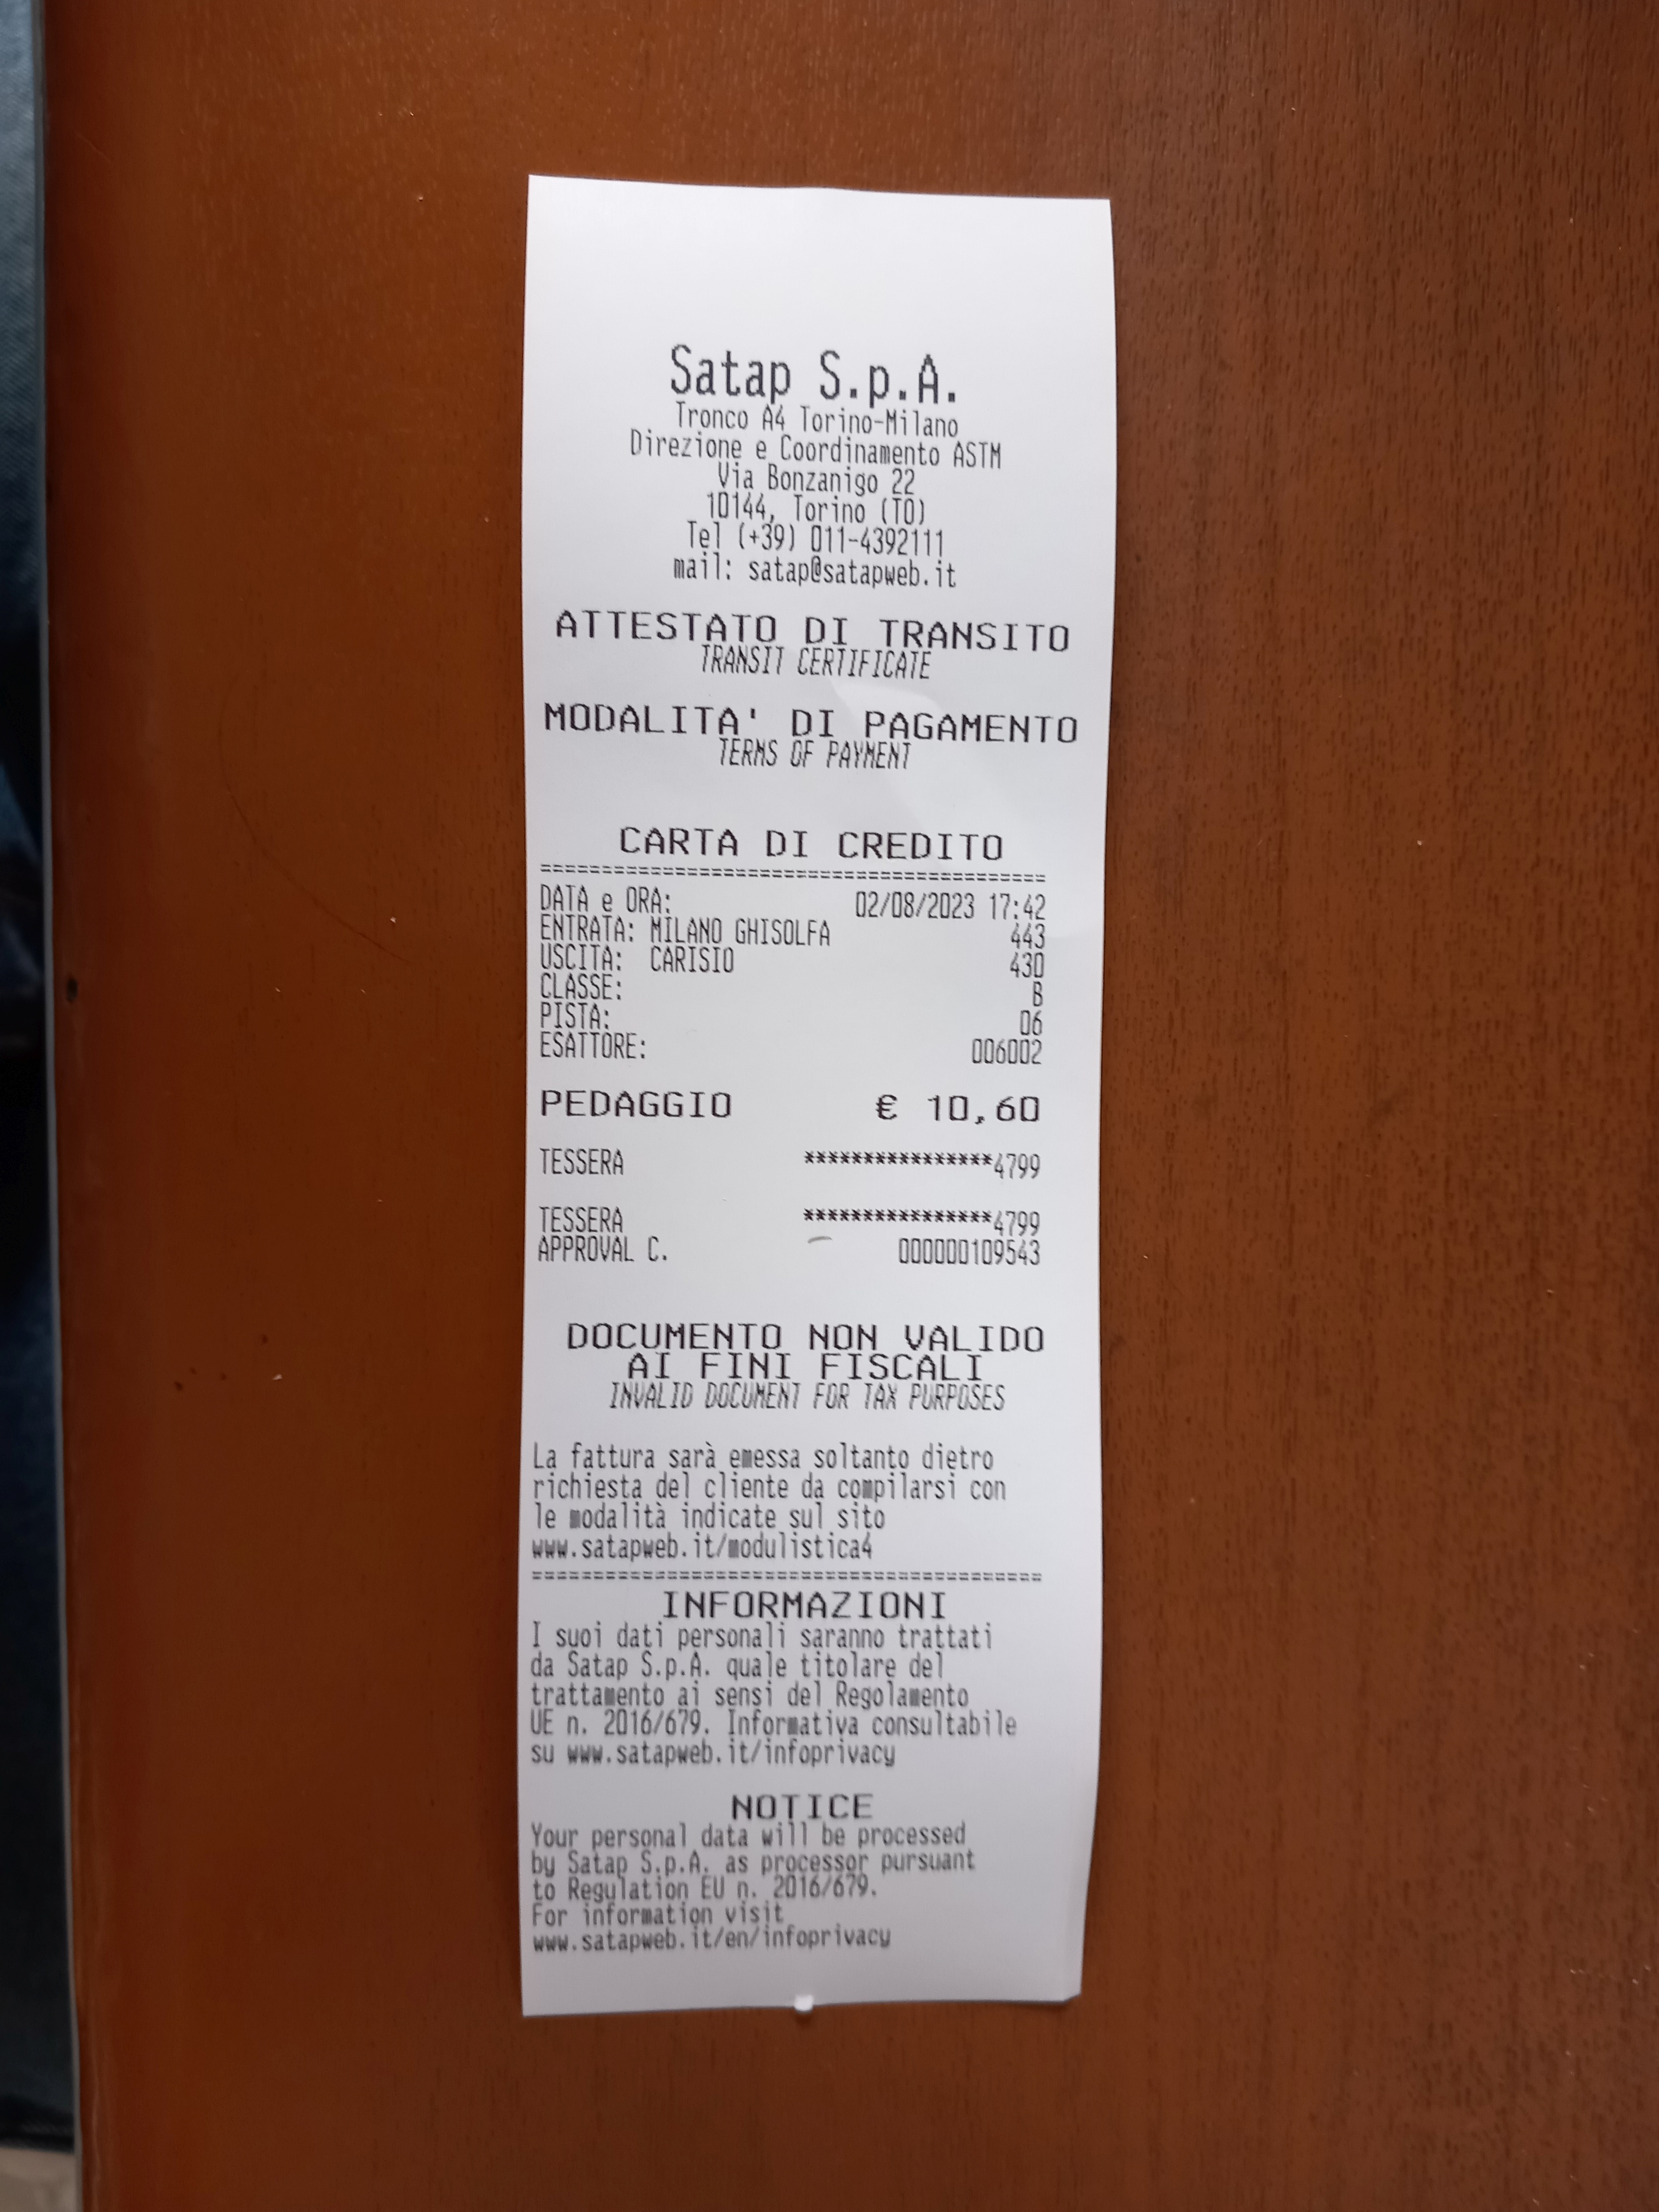 Satap S.p.A.
Tronco A4 Torino-Milano
Direzione e Coordinamento ASTM
Via Bonzanigo 22
10144, Torino (TO)
Tel (+39) 011-4392111
mail: satap@satapweb.it
ATTESTATO DI TRANSITO
TRANSIT CERTIFICATE
MODALITA' DI PAGAMENTO
TERMS OF PAYMENT
CARTA DI CREDITO
=========================================
DATA e ORA: 02/08/2023 17:42
ENTRATA: MILANO GHISOLFA 443
USCITA: CARISIO 430
CLASSE: B
PISTA: 06
ESATTORE: 006002
PEDAGGIO € 10,60
TESSERA ****************4799
TESSERA ****************4799
APPROVAL C. 000000109543
DOCUMENTO NON VALIDO
AI FINI FISCALI
INVALID DOCUMENT FOR TAX PURPOSES
La fattura sarà emessa soltanto dietro
richiesta del cliente da compilarsi con
le modalità indicate sul sito
www.satapweb.it/modulistica4
=========================================
INFORMAZIONI
I suoi dati personali saranno trattati
da Satap S.p.A. quale titolare del
trattamento ai sensi del Regolamento
UE n. 2016/679. Informativa consultabile
su www.satapweb.it/infoprivacy
NOTICE
Your personal data will be processed
by Satap S.p.A. as processor pursuant
to Regulation EU n. 2016/679.
For information visit
www.satapweb.it/en/infoprivacy